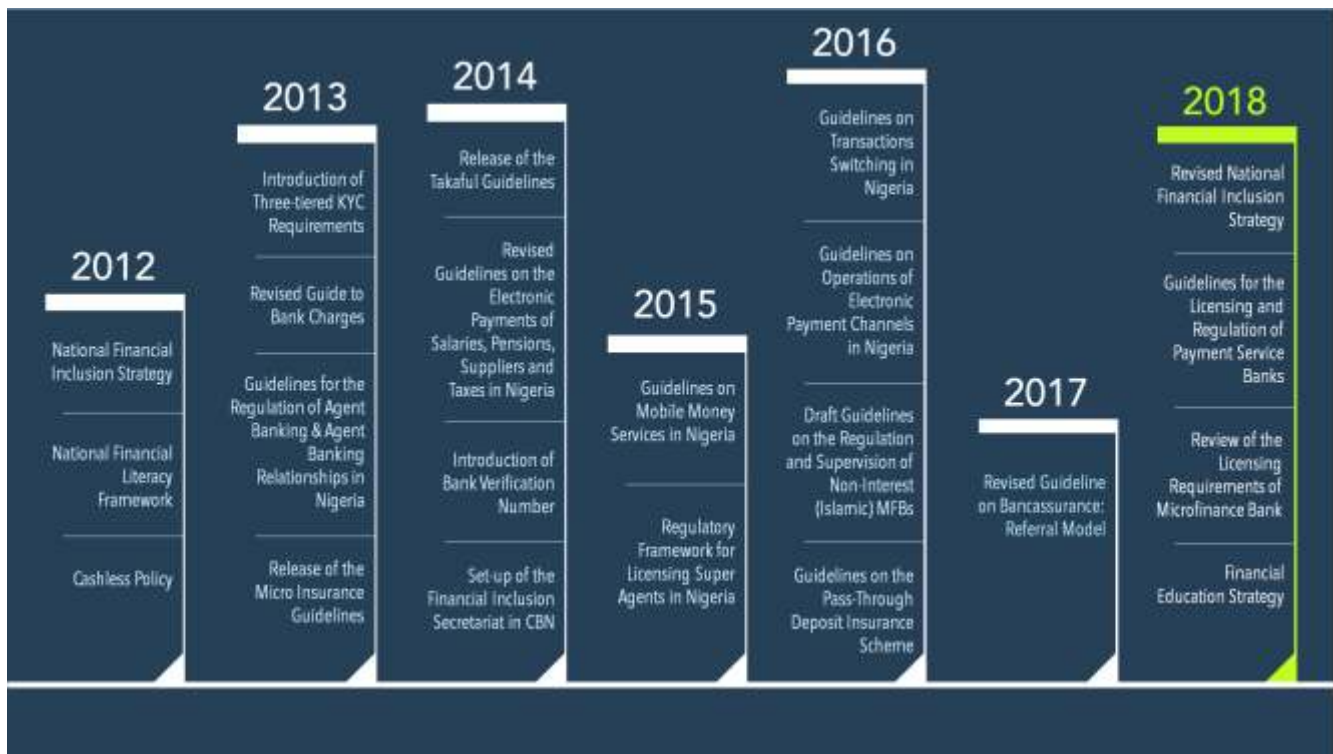 2012
National Financial
Inclusion Strategy
National Financial
Literacy
Framework
Cashless Policy
2013
Introduction of
Three-tiered KYC
Requirements
Revised Guide to
Bank Charges
Guidelines for the
Regulation of Agent
Banking & Agent
Banking
Relationships in
Nigeria
Release of the
Micro Insurance
Guidelines
2014
Release of the
Takaful Guidelines
Revised
Guidelines on the
Electronic
Payments of
Salaries, Pensions,
Suppliers and
Taxes in Nigeria
Introduction of
Bank Verification
Number
Set-up of the
Financial Inclusion
Secretariat in CBN
2015
Guidelines on
Mobile Money
Services in Nigeria
Regulatory
Framework for
Licensing Super
Agents in Nigeria
2016
Guidelines on
Transactions
Switching in
Nigeria
Guidelines on
Operations of
Electronic
Payment Channels
in Nigeria
Draft Guidelines
on the Regulation
and Supervision of
Non-Interest
(Islamic) MFBs
Guidelines on the
Pass-Through
Deposit Insurance
Scheme
2017
Revised Guideline
on Bancassurance:
Referral Model
2018
Revised National
Financial Inclusion
Strategy
Guidelines for the
Licensing and
Regulation of
Payment Service
Banks
Review of the
Licensing
Requirements of
Microfinance Bank
Financial
Education Strategy